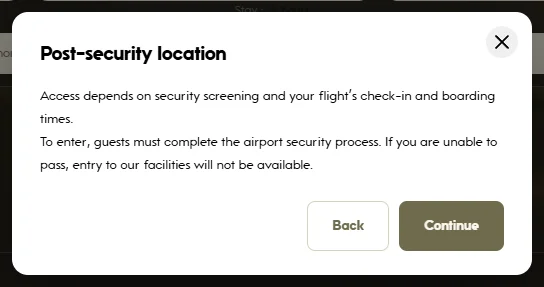 Stay
Post-security location
Access depends on security screening and your flight's check-in and boarding
times.
To enter, guests must complete the airport security process. If you are unable to
pass, entry to our facilities will not be available.
Back
Continue